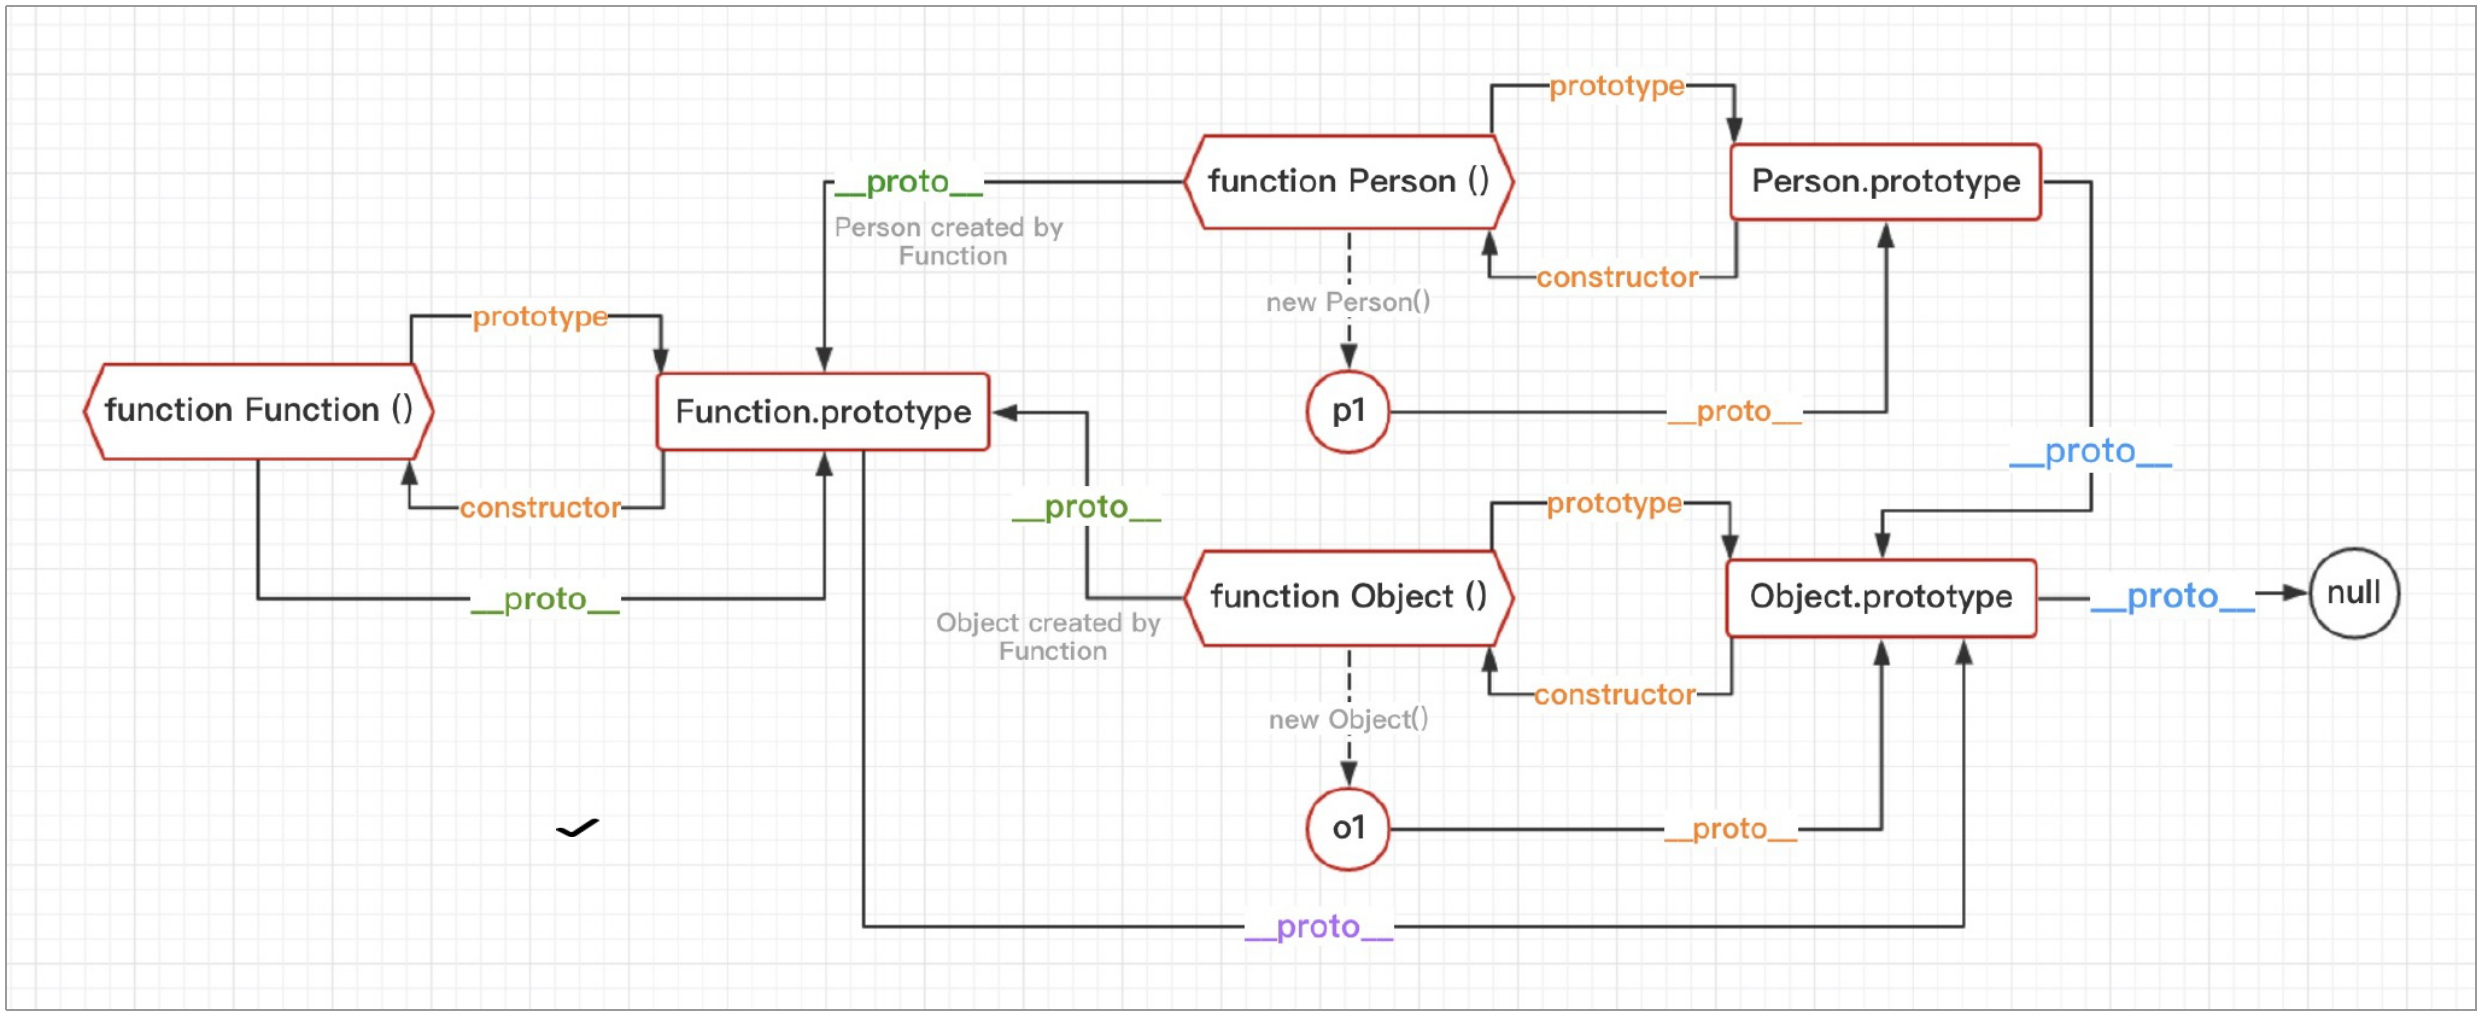 prototype
function Person ()
Person.prototype
__proto__
Person created by
Function
constructor
new Person()
prototype
function Function ()
Function.prototype
p1
__proto__
__proto__
constructor
__proto__
prototype
__proto__
function Object ()
Object.prototype
__proto__
null
Object created by
Function
constructor
new Object()
o1
__proto__
__proto__